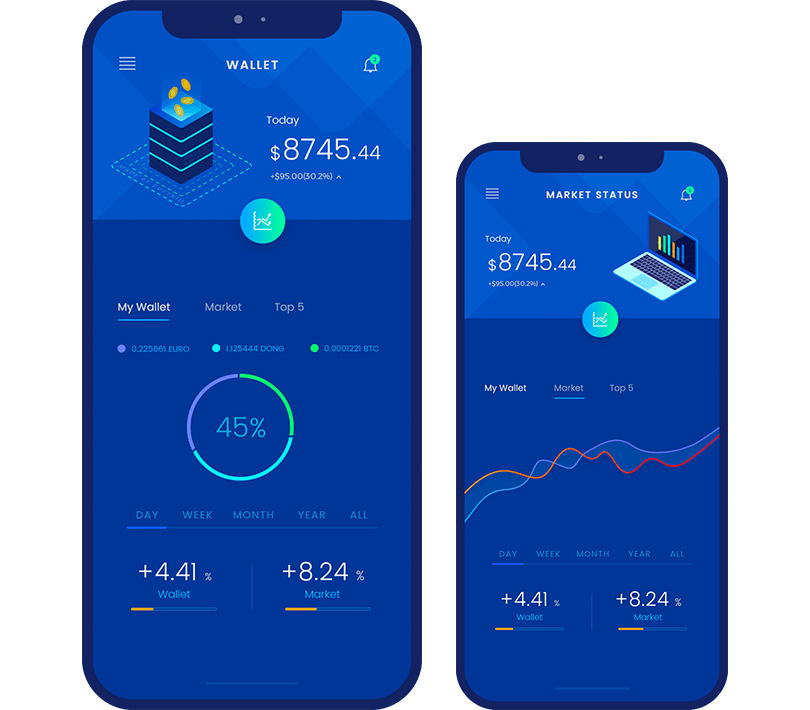 WALLET
2
Today
$8745.44
+$95.00(30.2%)
My Wallet Market Top 5
0.225661 EURO 1.125444 DONG 0.0001221 BTC
45%
DAY WEEK MONTH YEAR ALL
+4.41 % +8.24 %
Wallet Market
MARKET STATUS
2
Today
$8745.44
+$95.00(30.2%)
My Wallet Market Top 5
DAY WEEK MONTH YEAR ALL
+4.41 % +8.24 %
Wallet Market